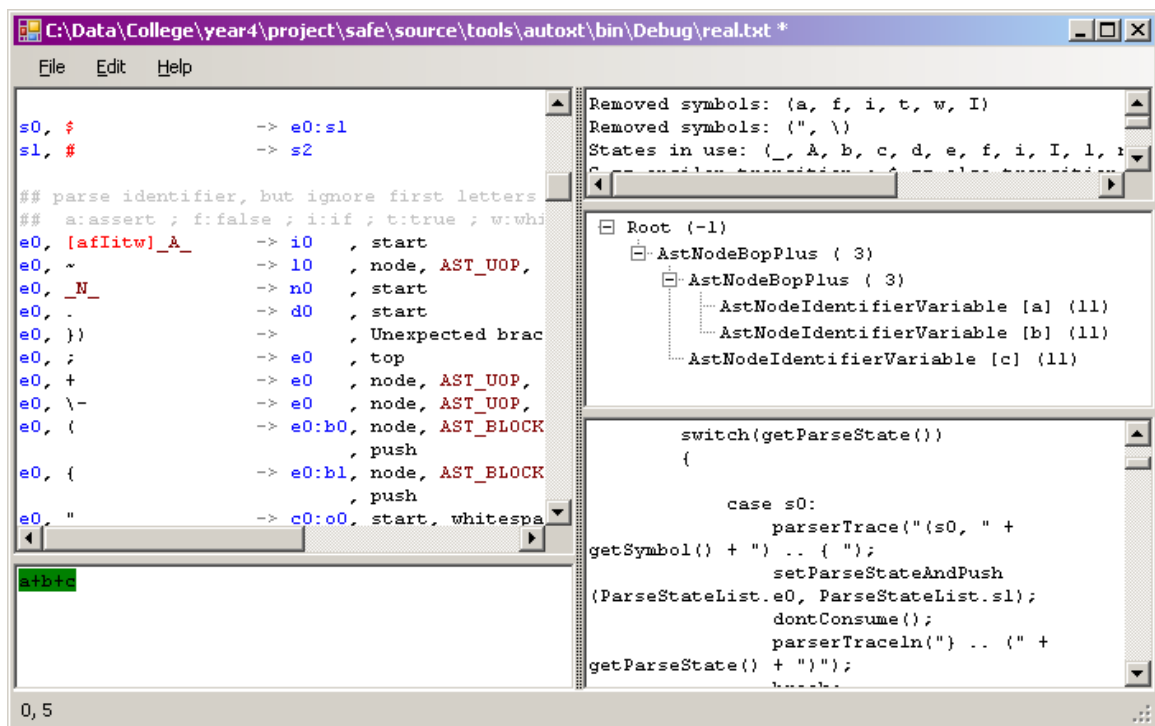 C:\Data\College\year4\project\safe\source\tools\autoxt\bin\Debug\real.txt *
File Edit Help
s0, $ -> e0:s1
s1, # -> s2
## parse identifier, but ignore first letters
## a:assert ; f:false ; i:if ; t:true ; w:whi
e0, [afIitw]_A_ -> i0 , start
e0, ~ -> l0 , node, AST_UOP,
e0, _N_ -> n0 , start
e0, . -> d0 , start
e0, }) -> , Unexpected brac
e0, ; -> e0 , top
e0, + -> e0 , node, AST_UOP,
e0, \- -> e0 , node, AST_UOP,
e0, ( -> e0:b0, node, AST_BLOCK
, push
e0, { -> e0:b1, node, AST_BLOCK
, push
e0, " -> c0:o0, start, whitespa
a+b+c
Removed symbols: (a, f, i, t, w, I)
Removed symbols: (", \)
States in use: (_, A, b, c, d, e, f, i, I, l,
Root (-1)
AstNodeBopPlus ( 3)
AstNodeBopPlus ( 3)
AstNodeIdentifierVariable [a] (11)
AstNodeIdentifierVariable [b] (11)
AstNodeIdentifierVariable [c] (11)
switch(getParseState())
{
case s0:
parserTrace("(s0, " +
getSymbol() + ") .. { ");
setParseStateAndPush
(ParseStateList.e0, ParseStateList.s1);
dontConsume();
parserTraceln("} .. (" +
getParseState() + ")");
0, 5